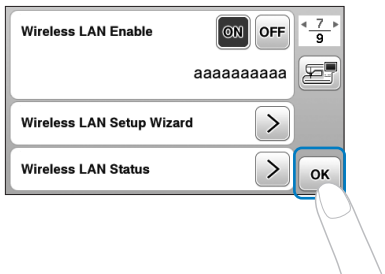 Wireless LAN Enable ON OFF 7
9
aaaaaaaaaa
Wireless LAN Setup Wizard
Wireless LAN Status
OK